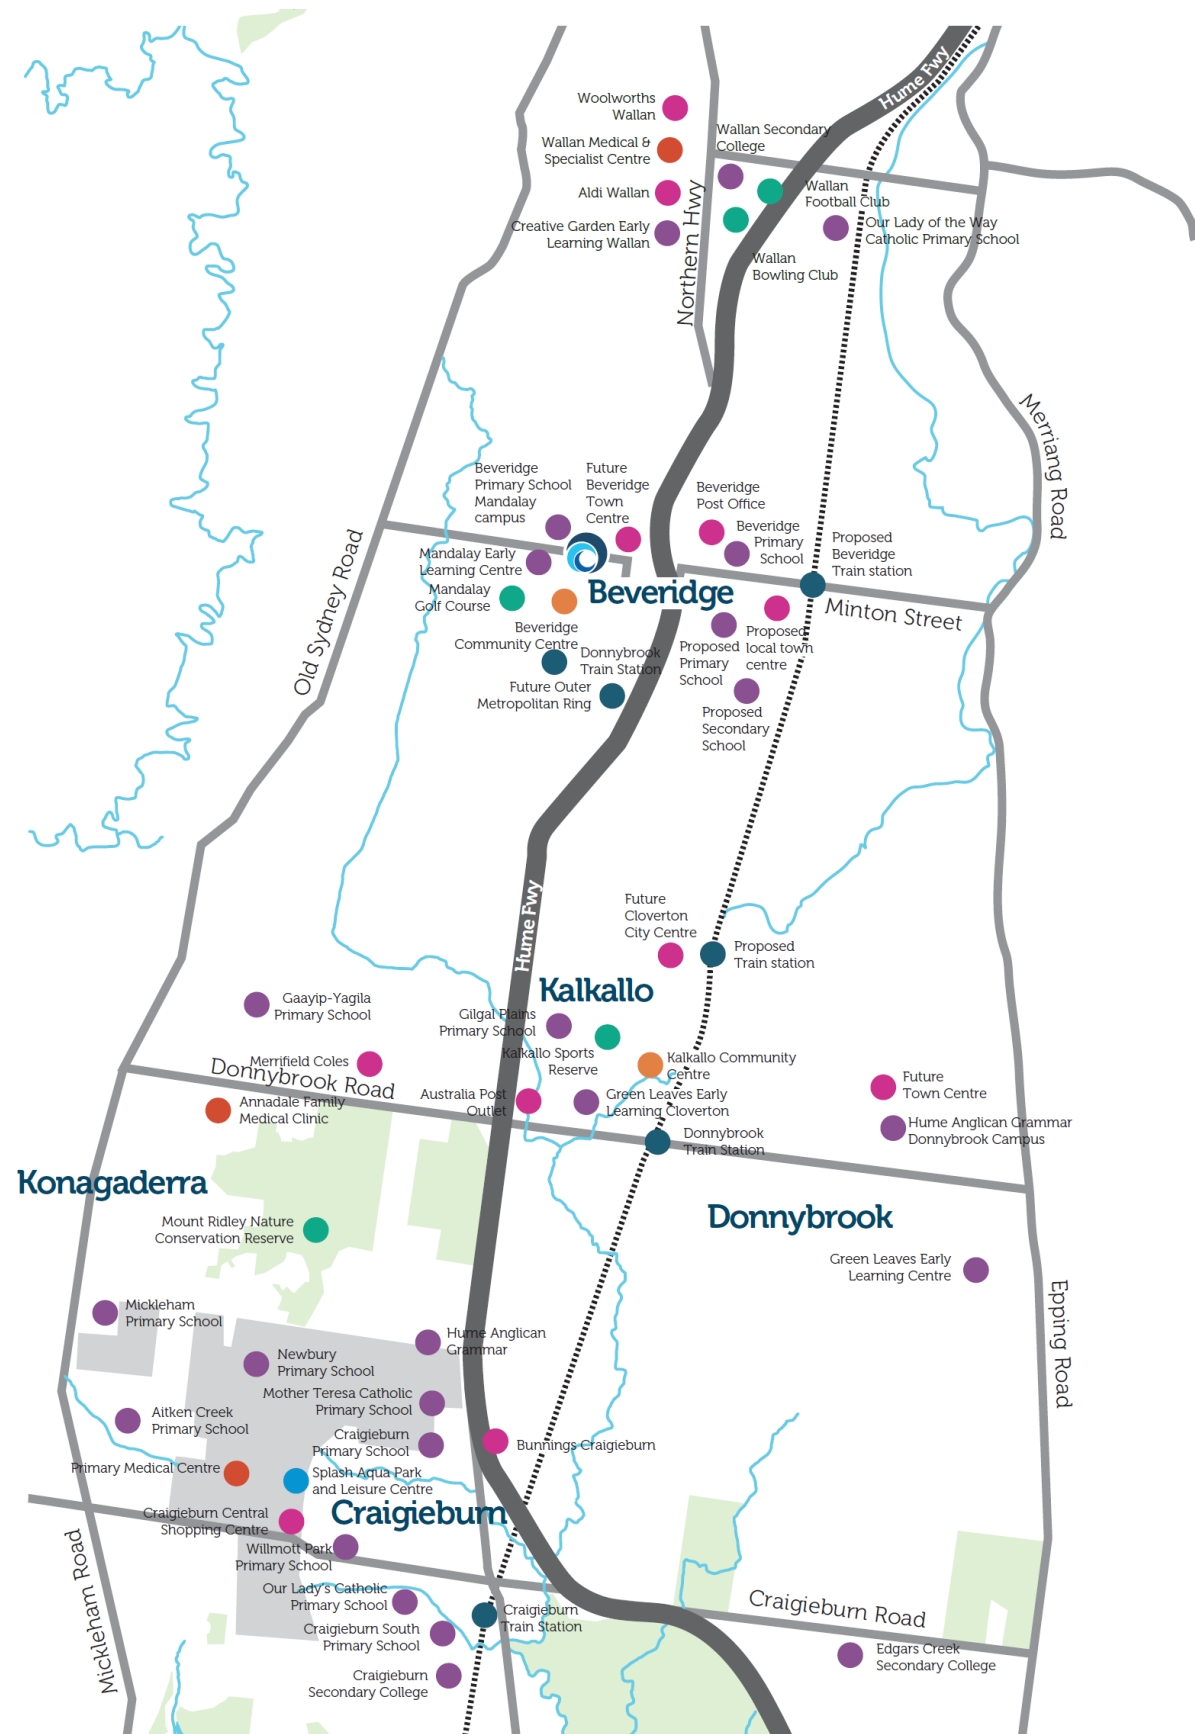 Hume Fwy
Woolworths
Wallan
Wallan Medical &
Specialist Centre
Aldi Wallan
Creative Garden Early
Learning Wallan
Northern Hwy
Wallan Secondary
College
Wallan
Football Club
Our Lady of the Way
Catholic Primary School
Wallan
Bowling Club
Merriang Road
Beveridge
Primary School
Mandalay
campus
Future
Beveridge
Town
Centre
Beveridge
Post Office
Beveridge
Primary
School
Proposed
Beveridge
Train station
Old Sydney Road
Mandalay Early
Learning Centre
Mandalay
Golf Course
Beveridge
Minton Street
Beveridge
Community Centre
Donnybrook
Train Station
Future Outer
Metropolitan Ring
Proposed
Primary
School
Proposed
local town
centre
Proposed
Secondary
School
Hume Fwy
Future
Cloverton
City Centre
Proposed
Train station
Kalkallo
Gaayip-Yagila
Primary School
Gilgal Plains
Primary School
Kalkallo Sports
Reserve
Kalkallo Community
Centre
Merrifield Coles
Donnybrook Road
Annadale Family
Medical Clinic
Australia Post
Outlet
Green Leaves Early
Learning Cloverton
Future
Town Centre
Hume Anglican Grammar
Donnybrook Campus
Donnybrook
Train Station
Konagaderra
Donnybrook
Mount Ridley Nature
Conservation Reserve
Green Leaves Early
Learning Centre
Epping Road
Mickleham
Primary School
Hume Anglican
Grammar
Newbury
Primary School
Mother Teresa Catholic
Primary School
Aitken Creek
Primary School
Craigieburn
Primary School
Bunnings Craigieburn
Primary Medical Centre
Splash Aqua Park
and Leisure Centre
Craigieburn
Craigieburn Central
Shopping Centre
Willmott Park
Primary School
Mickleham Road
Our Lady's Catholic
Primary School
Craigieburn South
Primary School
Craigieburn
Train Station
Craigieburn
Secondary College
Craigieburn Road
Edgars Creek
Secondary College